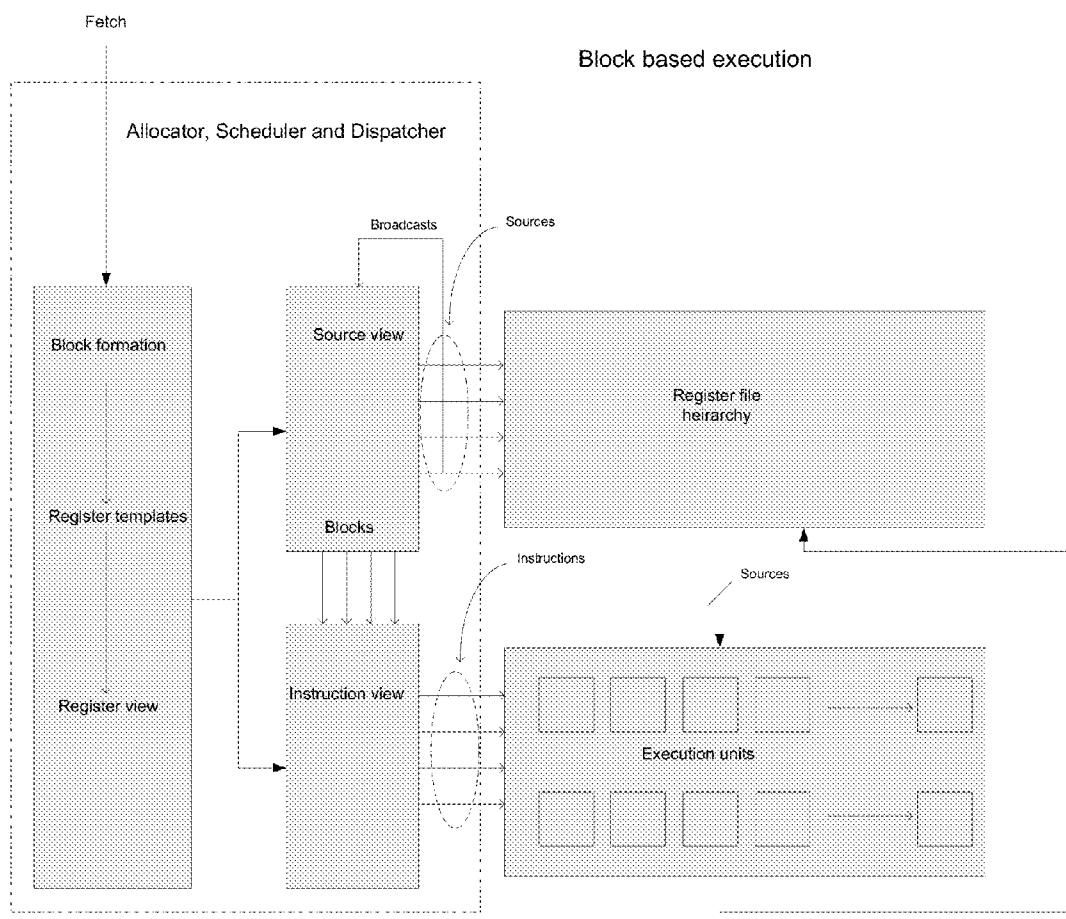 Fetch
Block based execution
Allocator, Scheduler and Dispatcher
Broadcasts
Sources
Source view
Block formation
Register file
heirarchy
Register templates
Blocks
Instructions
Sources
Instruction view
Register view
Execution units